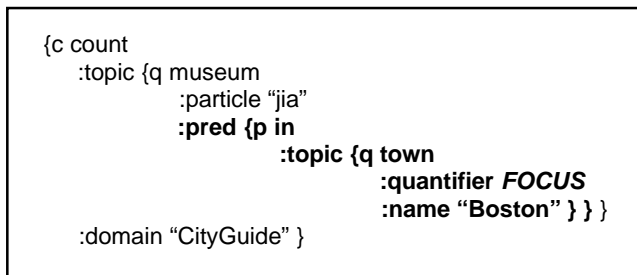 {c count
:topic {q museum
:particle “jia”
:pred {p in
:topic {q town
:quantifier FOCUS
:name “Boston” } } }
:domain “CityGuide” }